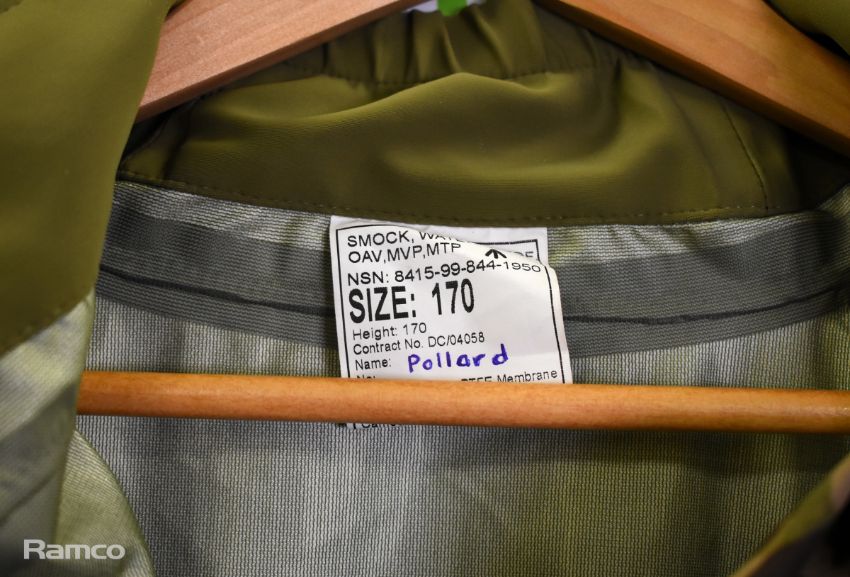 SMOCK,
OAV,MVP,MTP
NSN: 8415-99-844-1950
SIZE: 170
Height: 170
Contract No. DC/04058
Name: Pollard
PTFE Membrane
Ramco